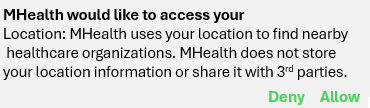 MHealth would like to access your
Location: MHealth uses your location to find nearby
healthcare organizations. MHealth does not store
your location information or share it with 3rd parties.
Deny Allow